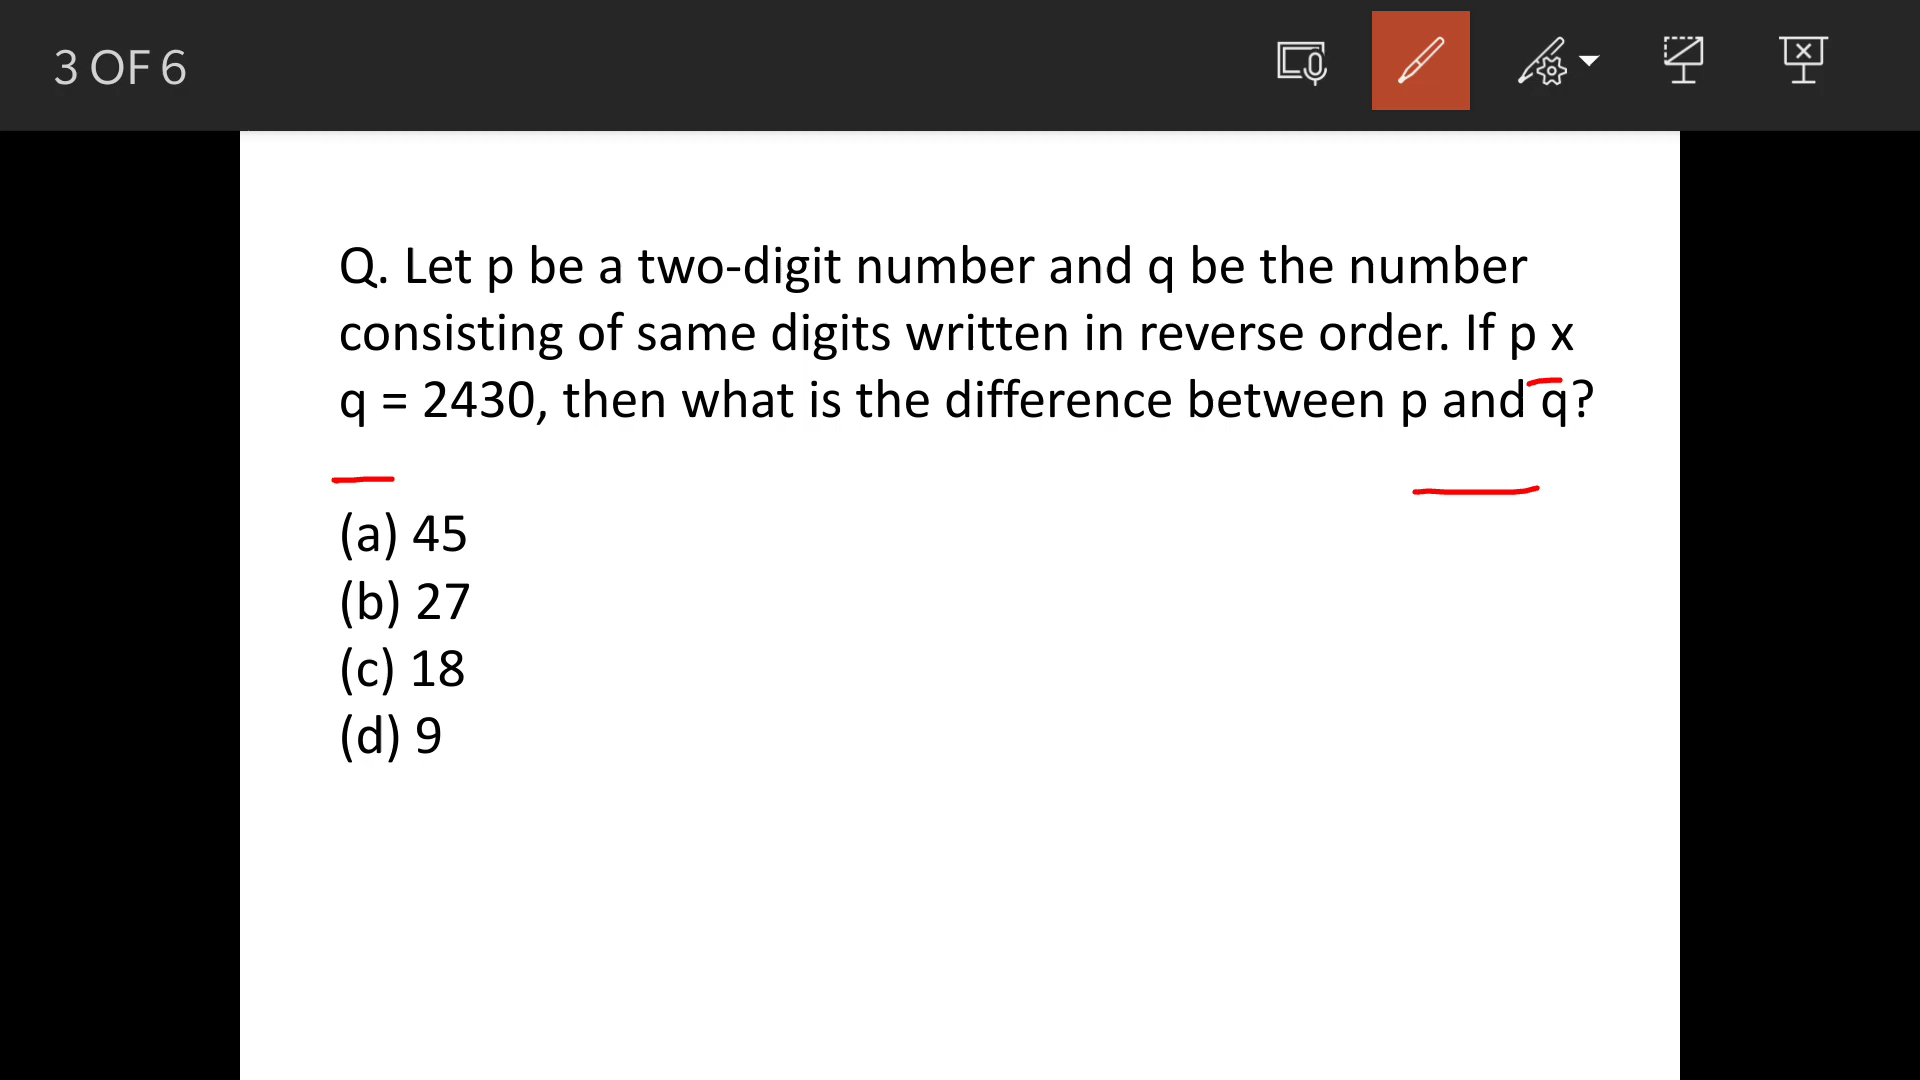 3 OF 6
Q. Let p be a two-digit number and q be the number
consisting of same digits written in reverse order. If p x
q = 2430, then what is the difference between p and q?
(a) 45
(b) 27
(c) 18
(d) 9